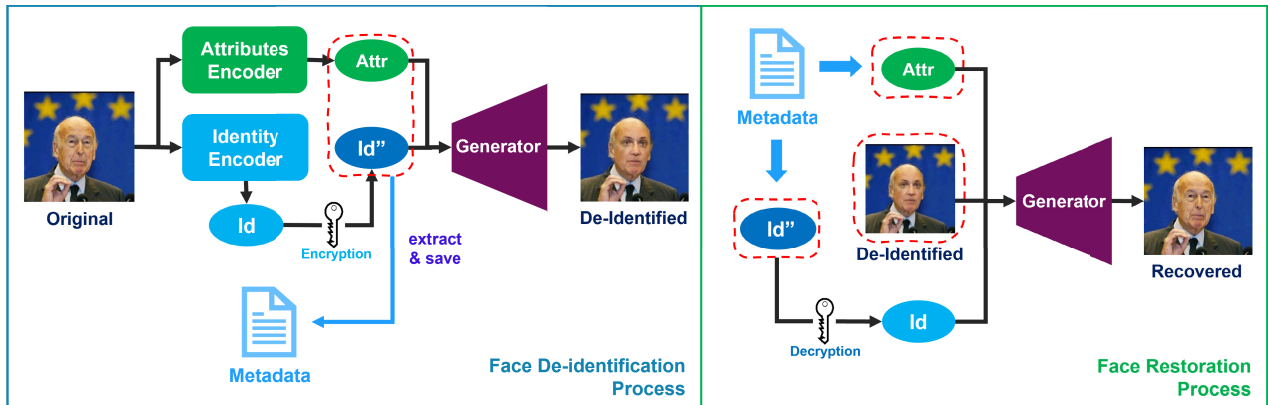 Attributes
Encoder
Attr
Identity
Encoder
Id”
Generator
Original
De-Identified
Id
Encryption
extract
& save
Metadata
Face De-identification
Process
Attr
Metadata
Id”
De-Identified
Generator
Recovered
Id
Decryption
Face Restoration
Process